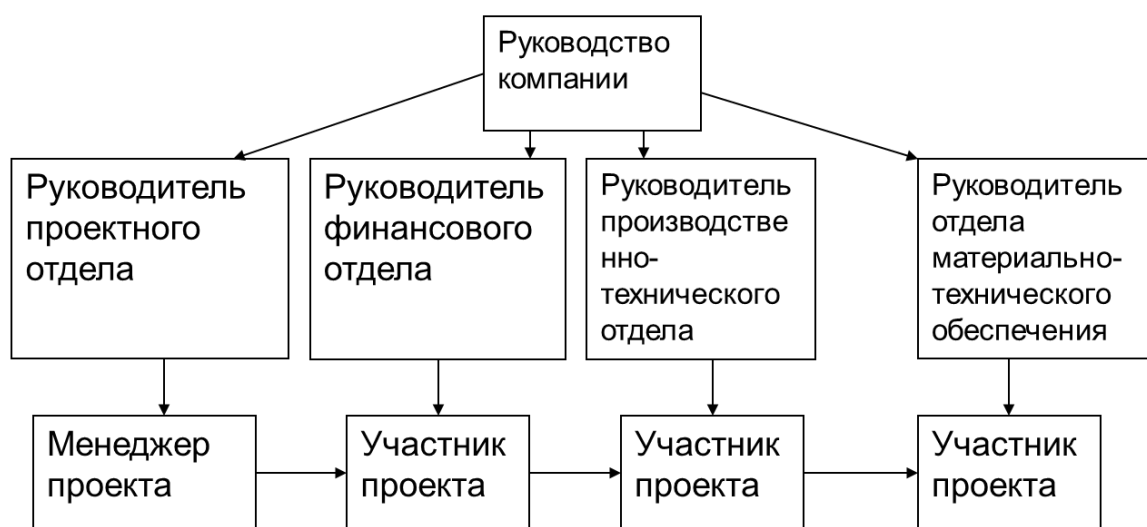 Руководство
компании
Руководитель
проектного
отдела
Руководитель
финансового
отдела
Руководитель
производстве
нно-
технического
отдела
Руководитель
отдела
материально-
технического
обеспечения
Менеджер
проекта
Участник
проекта
Участник
проекта
Участник
проекта